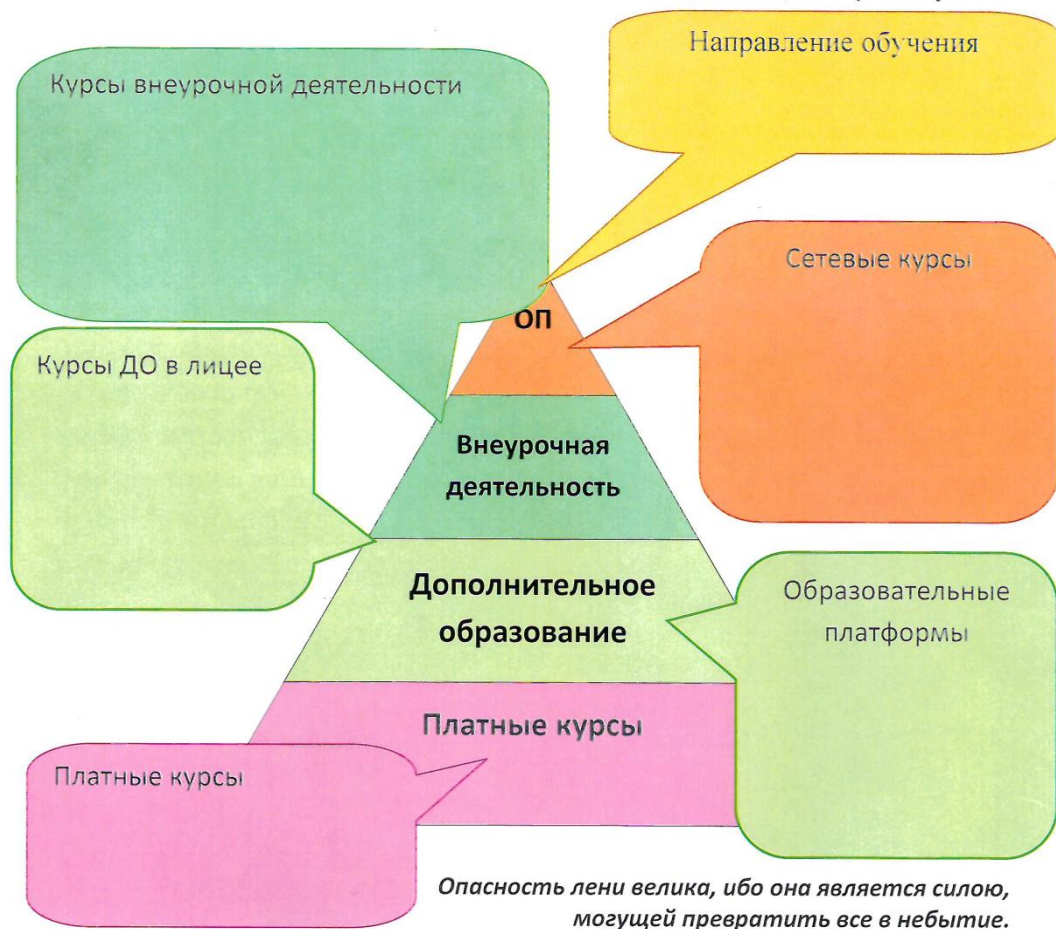 Направление обучения
Курсы внеурочной деятельности
Сетевые курсы
ОП
Курсы ДО в лицее
Внеурочная
деятельность
Дополнительное
образование
Образовательные
платформы
Платные курсы
Платные курсы
Опасность лени велика, ибо она является силою,
могущей превратить все в небытие.